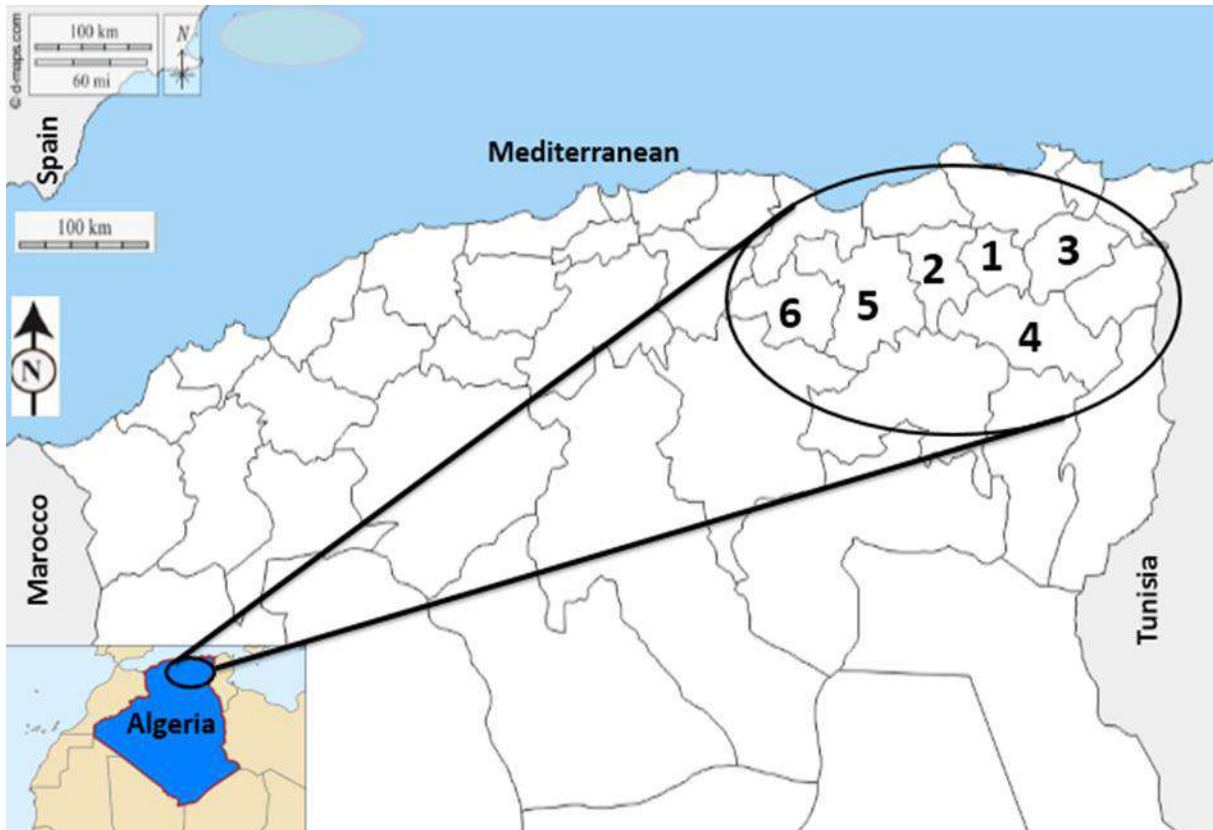 © d-maps.com
100 km
60 mi
N
Spain
Mediterranean
100 km
N
1
2
3
4
5
6
Marocco
Tunisia
Algeria